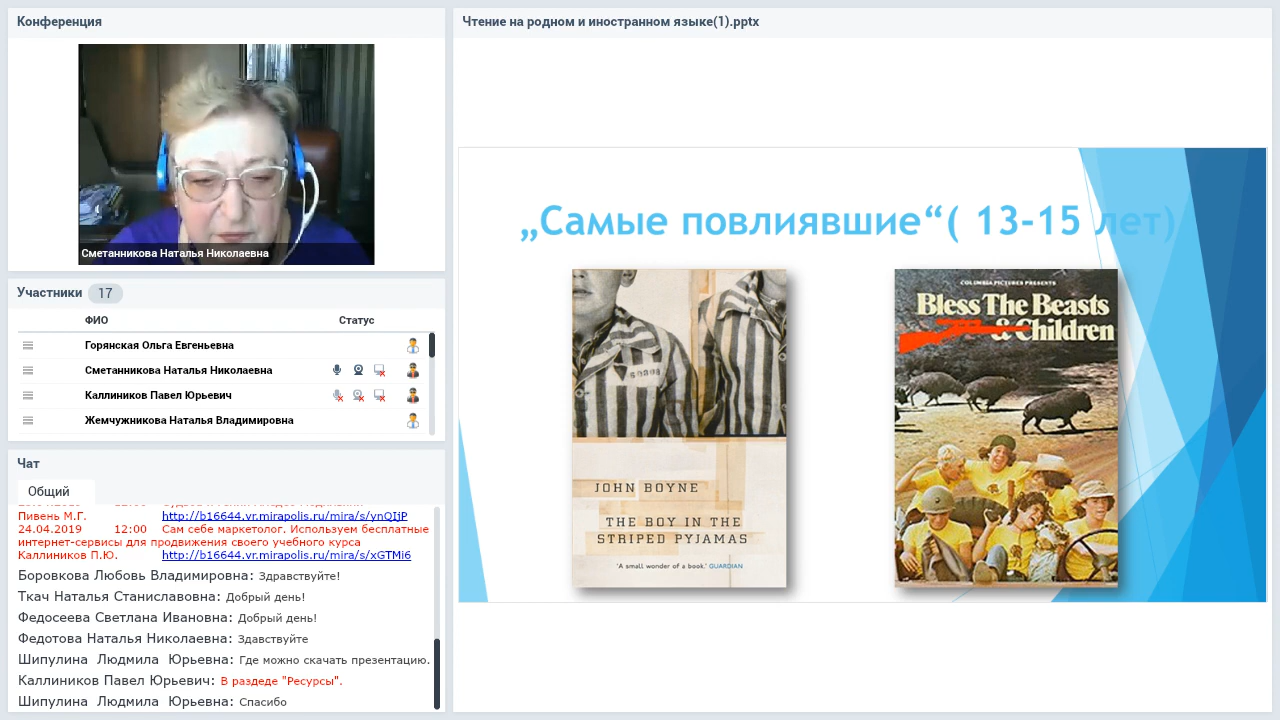 Конференция
Сметанникова Наталья Николаевна
Участники 17
ФИО Статус
Горянская Ольга Евгеньевна
Сметанникова Наталья Николаевна
Каллиников Павел Юрьевич
Жемчужникова Наталья Владимировна
Чат
Общий
Пивень М.Г. http://b16644.vr.mirapolis.ru/mira/s/ynQIjP
24.04.2019 12:00 Сам себе маркетолог. Используем бесплатные
интернет-сервисы для продвижения своего учебного курса
Каллиников П.Ю. http://b16644.vr.mirapolis.ru/mira/s/xGTMi6
Боровкова Любовь Владимировна: Здравствуйте!
Ткач Наталья Станиславовна: Добрый день!
Федосеева Светлана Ивановна: Добрый день!
Федотова Наталья Николаевна: Здавствуйте
Шипулина Людмила Юрьевна: Где можно скачать презентацию.
Каллиников Павел Юрьевич: В разделе "Ресурсы".
Шипулина Людмила Юрьевна: Спасибо
Чтение на родном и иностранном языке(1).pptx
„Самые повлиявшие“( 13-15 лет)
JOHN BOYNE
THE BOY IN THE
STRIPED PYJAMAS
'A small wonder of a book.' GUARDIAN
COLUMBIA PICTURES PRESENTS
Bless The Beasts
& Children